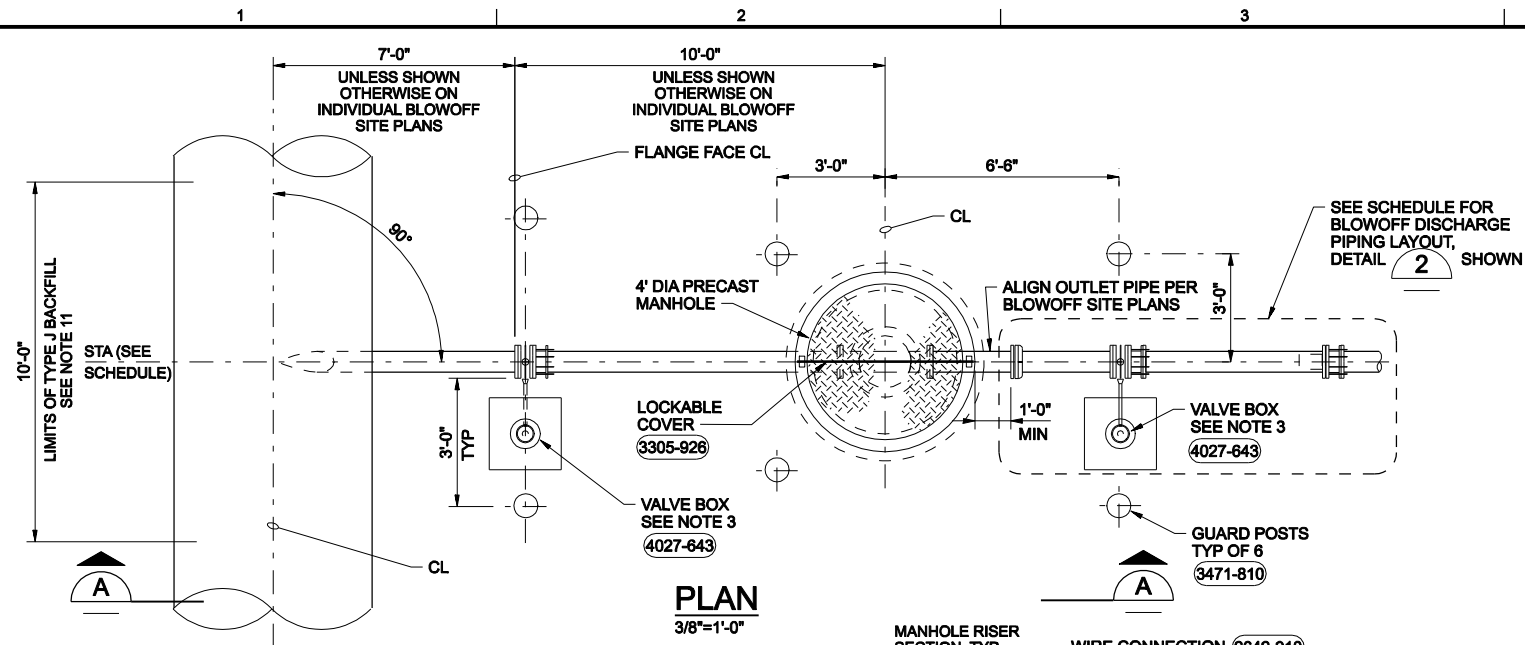 1
2
3
7'-0"
UNLESS SHOWN
OTHERWISE ON
INDIVIDUAL BLOWOFF
SITE PLANS
10'-0"
UNLESS SHOWN
OTHERWISE ON
INDIVIDUAL BLOWOFF
SITE PLANS
FLANGE FACE CL
3'-0"
6'-6"
CL
SEE SCHEDULE FOR
BLOWOFF DISCHARGE
PIPING LAYOUT,
DETAIL 2 SHOWN
90°
4' DIA PRECAST
MANHOLE
ALIGN OUTLET PIPE PER
BLOWOFF SITE PLANS
3'-0"
10'-0"
LIMITS OF TYPE J BACKFILL
SEE NOTE 11
STA (SEE
SCHEDULE)
3'-0"
TYP
LOCKABLE
COVER
3305-926
1'-0"
MIN
VALVE BOX
SEE NOTE 3
4027-643
VALVE BOX
SEE NOTE 3
4027-643
GUARD POSTS
TYP OF 6
3471-810
CL
A
A
PLAN
3/8"=1'-0"
MANHOLE RISER
WIRE CONNECTION